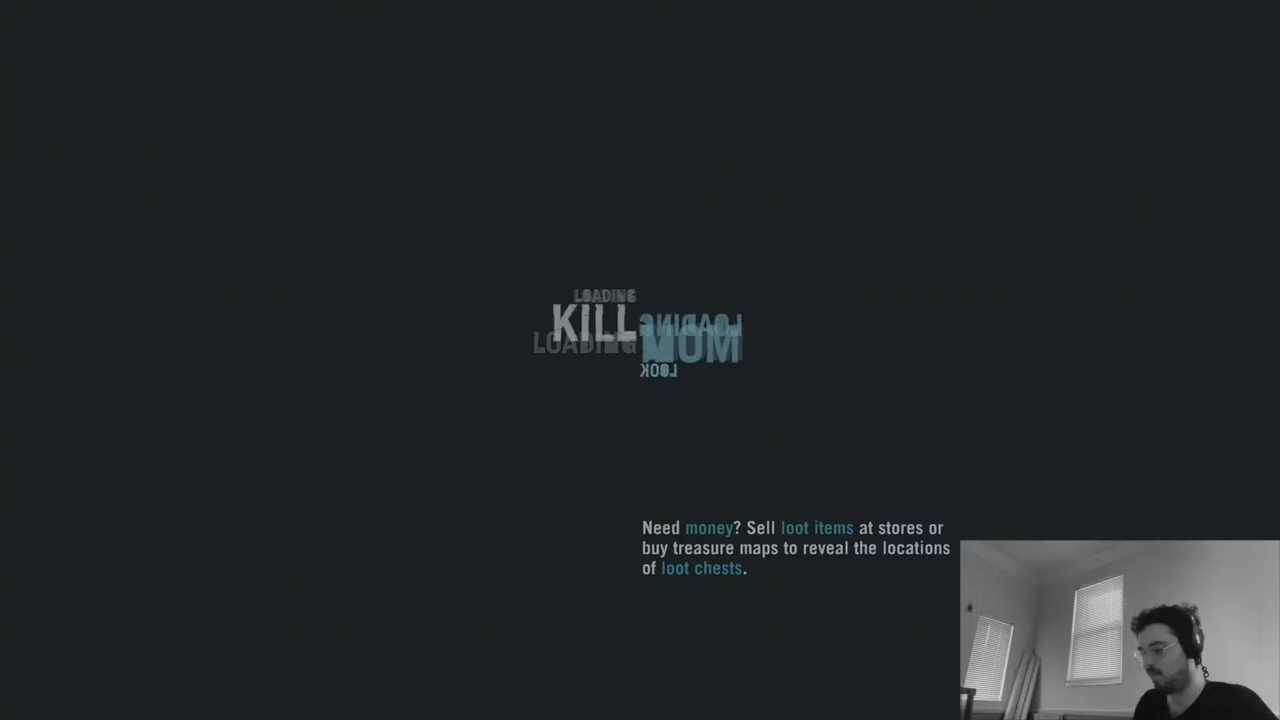 LOADING
KILL
LOADING
LOADING
MOM
LOOK
Need money? Sell loot items at stores or
buy treasure maps to reveal the locations
of loot chests.